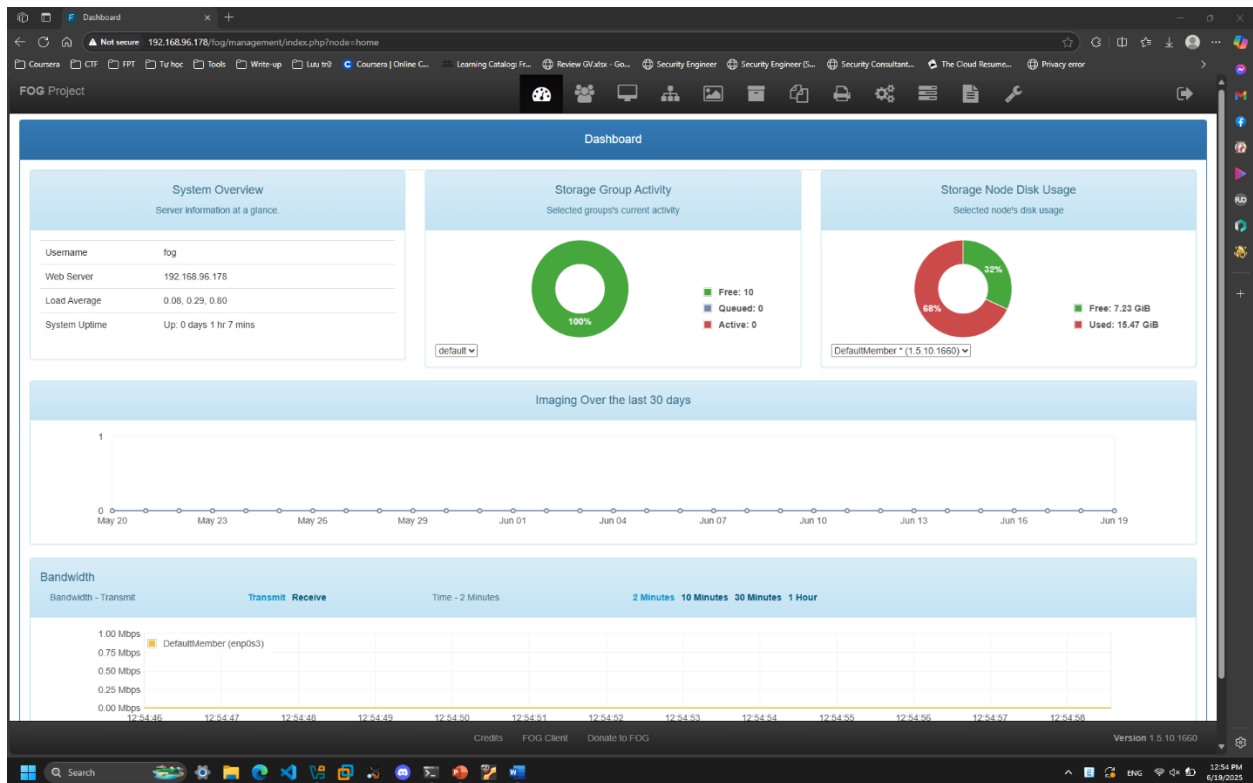 Dashboard
Not secure 192.168.96.178/fog/management/index.php?node=home
Coursera CTF FPT Tự học Tools Write-up Lưu trữ Coursera | Online C... Learning Catalog: Fr... Review GV.xlsx - Go... Security Engineer Security Engineer (S... Security Consultant... The Cloud Resume... Privacy error
FOG Project
Dashboard
System Overview
Server information at a glance.
Username fog
Web Server 192.168.96.178
Load Average 0.08, 0.29, 0.80
System Uptime Up: 0 days 1 hr 7 mins
Storage Group Activity
Selected groups's current activity
100%
Free: 10
Queued: 0
Active: 0
default
Storage Node Disk Usage
Selected node's disk usage
32%
68%
Free: 7.23 GiB
Used: 15.47 GiB
DefaultMember * (1.5.10.1660)
Imaging Over the last 30 days
1
0
May 20 May 23 May 26 May 29 Jun 01 Jun 04 Jun 07 Jun 10 Jun 13 Jun 16 Jun 19
Bandwidth
Bandwidth - Transmit Transmit Receive Time - 2 Minutes 2 Minutes 10 Minutes 30 Minutes 1 Hour
1.00 Mbps
DefaultMember (enp0s3)
0.75 Mbps
0.50 Mbps
0.25 Mbps
0.00 Mbps
12:54:46 12:54:47 12:54:48 12:54:49 12:54:50 12:54:51 12:54:52 12:54:53 12:54:54 12:54:55 12:54:56 12:54:57 12:54:58
Credits FOG Client Donate to FOG Version 1.5.10.1660
Search
ENG
12:54 PM
6/19/2025